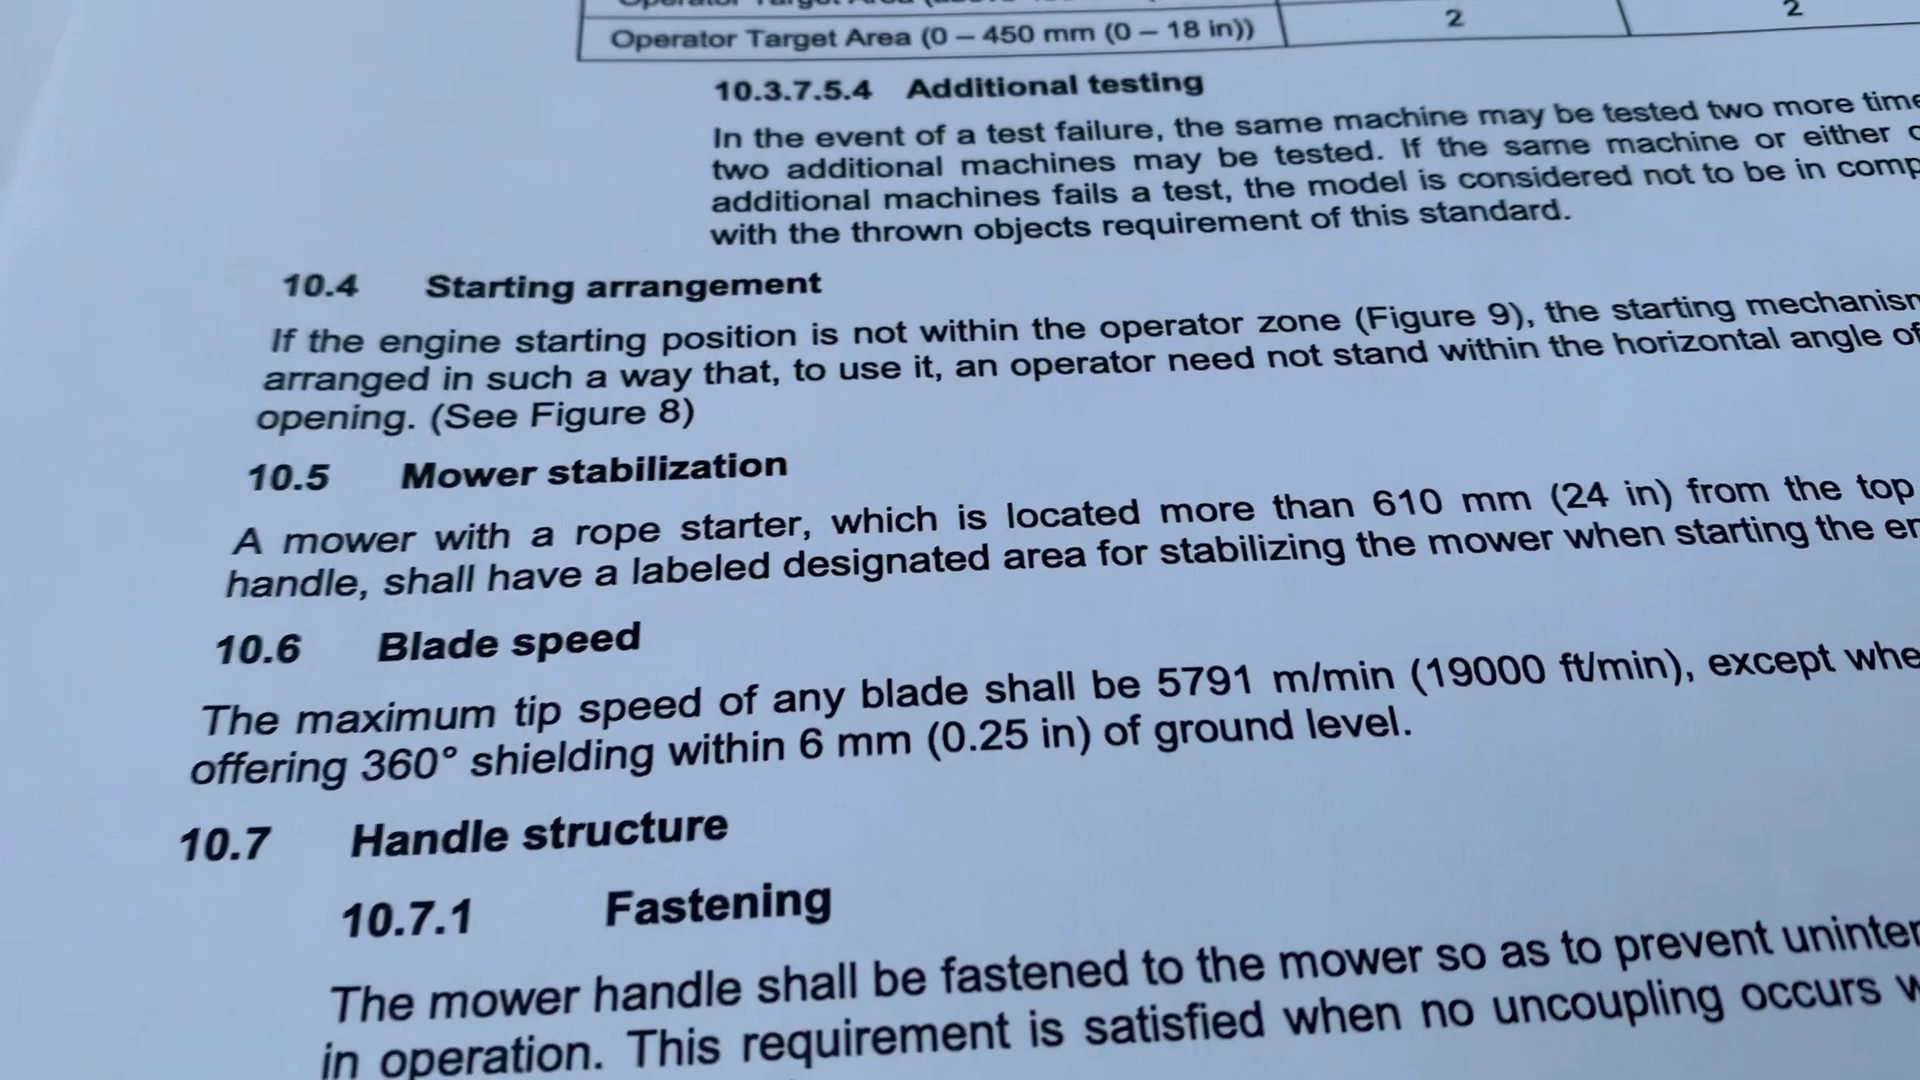 Operator Target Area (0 – 450 mm (0 – 18 in)) 2 2
10.3.7.5.4 Additional testing
In the event of a test failure, the same machine may be tested two more
two additional machines may be tested. If the same machine or either
additional machines fails a test, the model is considered not to be in
with the thrown objects requirement of this standard.
10.4 Starting arrangement
If the engine starting position is not within the operator zone (Figure 9), the starting
arranged in such a way that, to use it, an operator need not stand within the horizontal angle of
opening. (See Figure 8)
10.5 Mower stabilization
A mower with a rope starter, which is located more than 610 mm (24 in) from the top
handle, shall have a labeled designated area for stabilizing the mower when starting the
10.6 Blade speed
The maximum tip speed of any blade shall be 5791 m/min (19000 ft/min), except
offering 360° shielding within 6 mm (0.25 in) of ground level.
10.7 Handle structure
10.7.1 Fastening
The mower handle shall be fastened to the mower so as to prevent
in operation. This requirement is satisfied when no uncoupling occurs